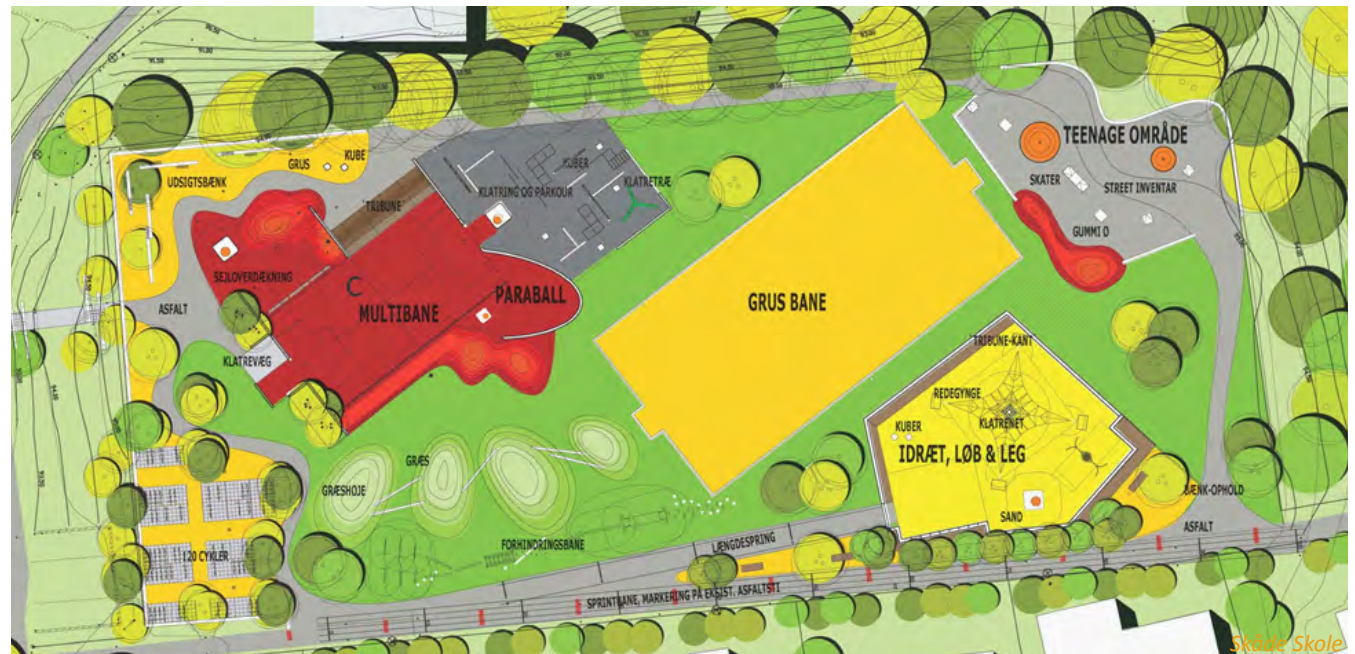 TEENAGE OMRÅDE
GRUS
KUBE
UDSIGTSBÆNK
KUBER
KLATRING OG PARKOUR
KLATRETRÆ
SKATER
STREET INVENTAR
TRIBUNE
GUMMI Ø
SEJLOVERDÆKNING
PARABALL
GRUS BANE
MULTIBANE
ASFALT
TRIBUNE-KANT
KLATREVÆG
REDEGYNGE
KLATRENET
KUBER
IDRÆT, LØB & LEG
GRÆS
GRÆSHØJE
BÆNK-OPHOLD
SAND
ASFALT
LÆNGDESPRING
FORHINDRINGSBANE
120 CYKLER
SPRINTBANE, MARKERING PÅ EKSIST. ASFALTSTI
Skåde Skole